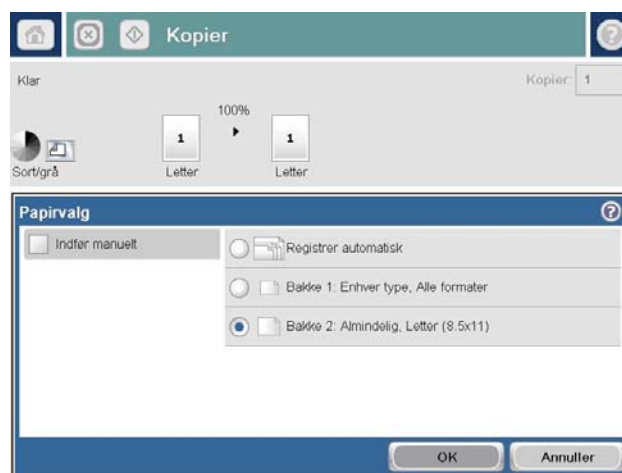 Kopier
Klar
Kopier: 1
100%
1
1
Sort/grå
Letter
Letter
Papirvalg
Indfør manuelt
Registrer automatisk
Bakke 1: Enhver type, Alle formater
Bakke 2: Almindelig, Letter (8.5x11)
OK
Annuller